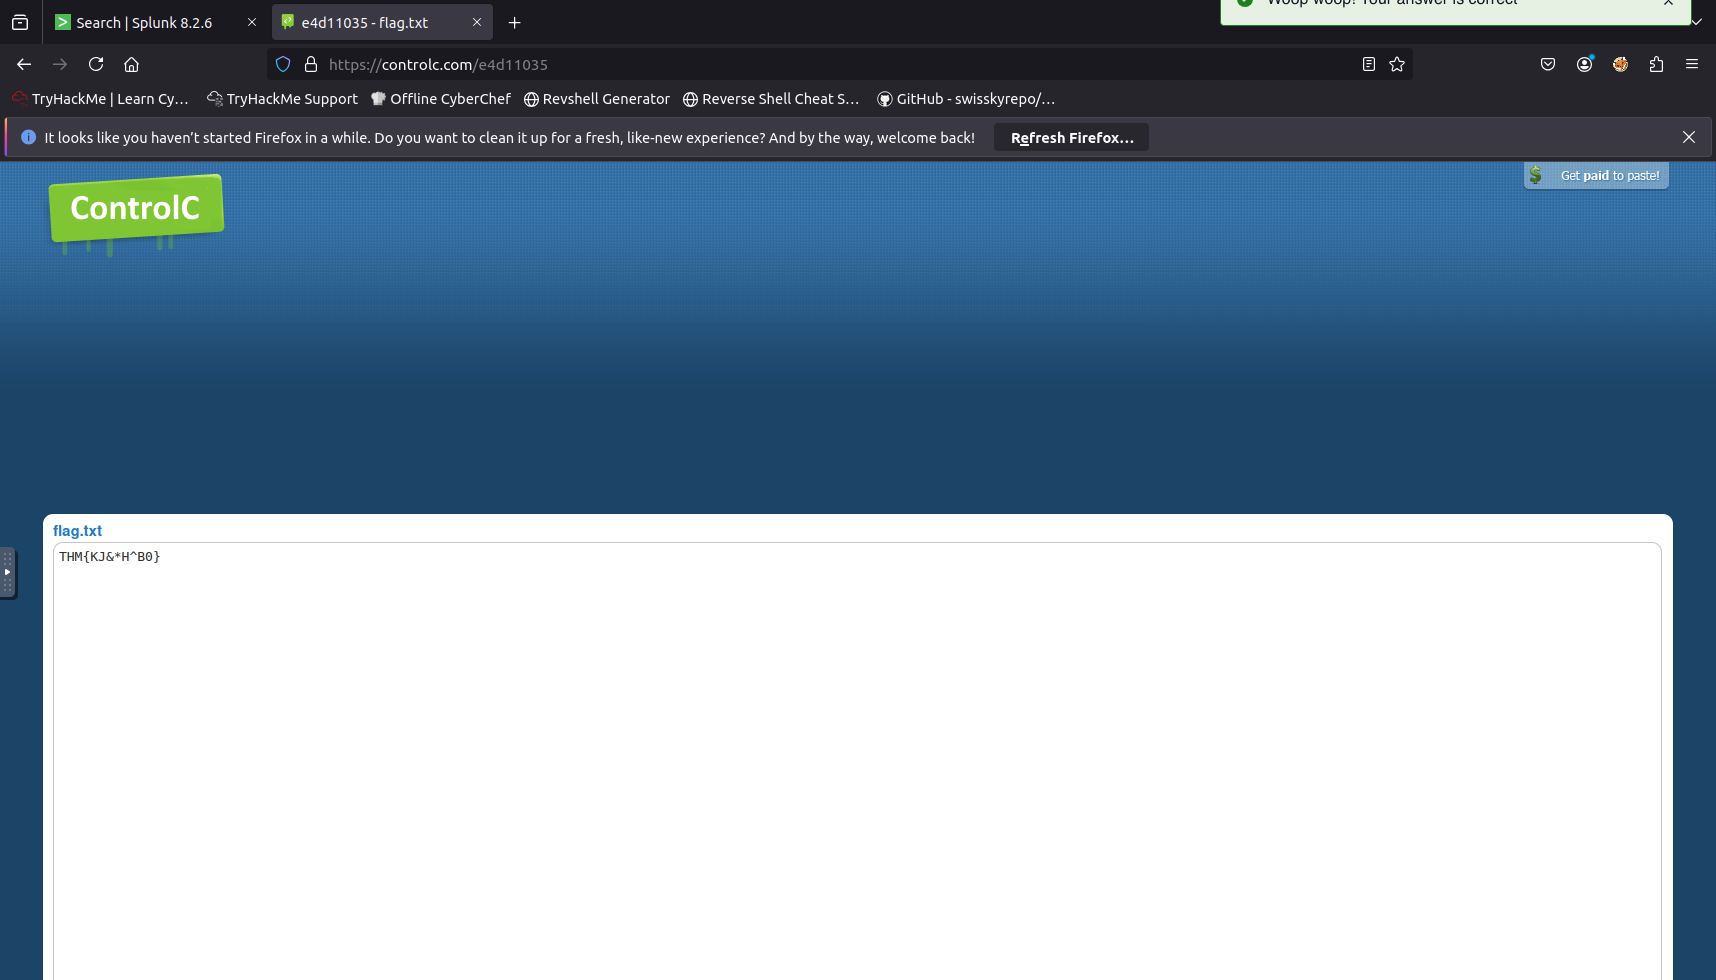 Search | Splunk 8.2.6
e4d11035 - flag.txt
Woop woop! Your answer is correct
https://controlc.com/e4d11035
TryHackMe | Learn Cy… TryHackMe Support Offline CyberChef Revshell Generator Reverse Shell Cheat S… GitHub - swisskyrepo/…
It looks like you haven’t started Firefox in a while. Do you want to clean it up for a fresh, like-new experience? And by the way, welcome back! Refresh Firefox…
Get paid to paste!
ControlC
flag.txt
THM{KJ&*H^B0}